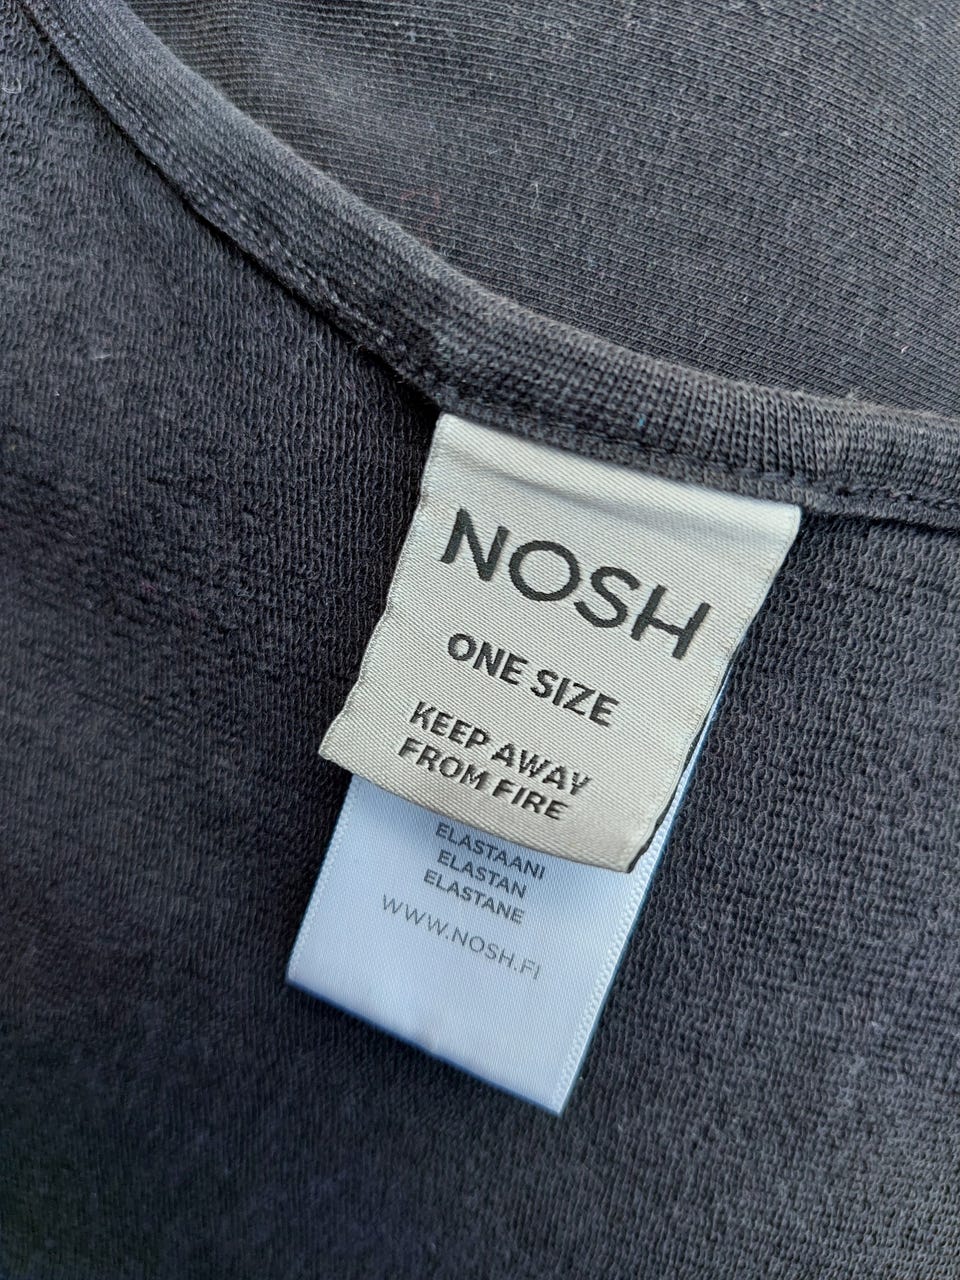 NOSH
ONE SIZE
KEEP AWAY
FROM FIRE
ELASTAANI
ELASTAN
ELASTANE
WWW.NOSH.FI